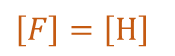 [F] = [H]